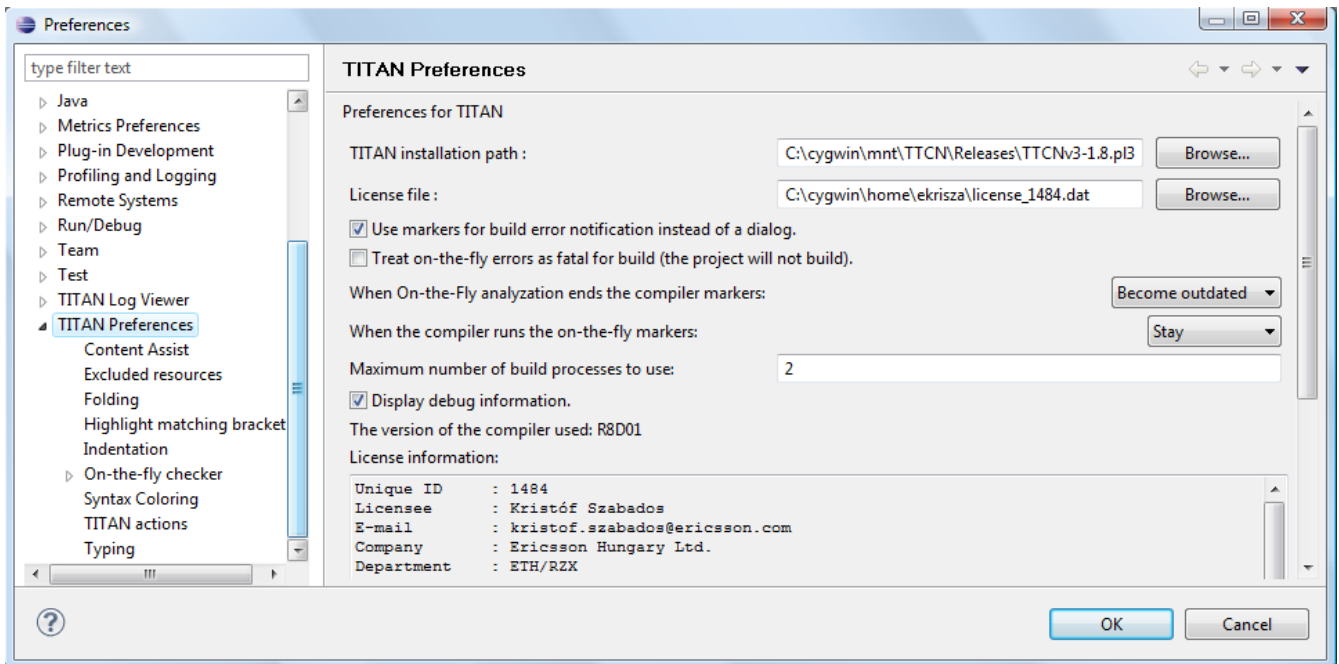 Preferences
type filter text
Java
Metrics Preferences
Plug-in Development
Profiling and Logging
Remote Systems
Run/Debug
Team
Test
TITAN Log Viewer
TITAN Preferences
Content Assist
Excluded resources
Folding
Highlight matching bracket
Indentation
On-the-fly checker
Syntax Coloring
TITAN actions
Typing
TITAN Preferences
Preferences for TITAN
TITAN installation path : C:\cygwin\mnt\TTCN\Releases\TTCNv3-1.8.pl3 Browse...
License file : C:\cygwin\home\ekrisza\license_1484.dat Browse...
Use markers for build error notification instead of a dialog.
Treat on-the-fly errors as fatal for build (the project will not build).
When On-the-Fly analyzation ends the compiler markers: Become outdated
When the compiler runs the on-the-fly markers: Stay
Maximum number of build processes to use: 2
Display debug information.
The version of the compiler used: R8D01
License information:
Unique ID : 1484
Licensee : Kristóf Szabados
E-mail : kristof.szabados@ericsson.com
Company : Ericsson Hungary Ltd.
Department : ETH/RZX
OK Cancel